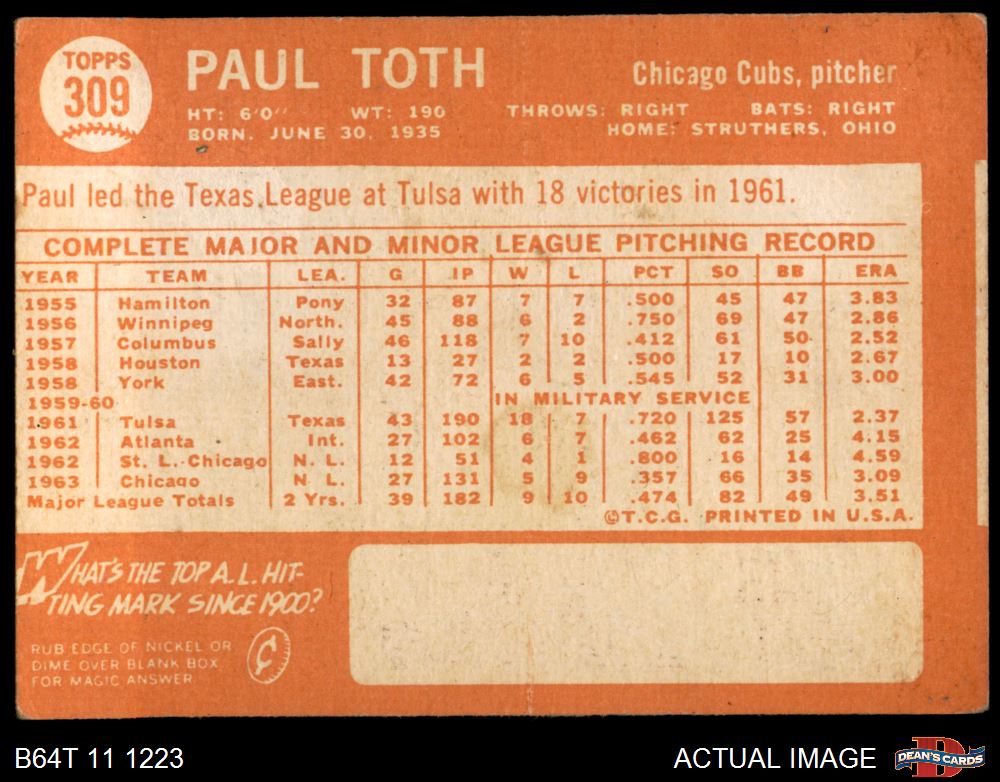 TOPPS
309
PAUL TOTH
Chicago Cubs, pitcher
HT: 6'0" WT: 190 THROWS: RIGHT BATS: RIGHT
BORN. JUNE 30, 1935 HOME: STRUTHERS, OHIO
Paul led the Texas League at Tulsa with 18 victories in 1961.
COMPLETE MAJOR AND MINOR LEAGUE PITCHING RECORD
YEAR TEAM LEA. G IP W L PCT SO BB ERA
1955 Hamilton Pony 32 87 7 7 .500 45 47 3.83
1956 Winnipeg North. 45 88 6 2 .750 69 47 2.86
1957 Columbus Sally 46 118 7 10 .412 61 50 2.52
1958 Houston Texas 13 27 2 2 .500 17 10 2.67
1958 York East. 42 72 6 5 .545 52 31 3.00
1959-60 IN MILITARY SERVICE
1961 Tulsa Texas 43 190 18 7 .720 125 57 2.37
1962 Atlanta Int. 27 102 6 7 .462 62 25 4.15
1962 St. L.-Chicago N. L. 12 51 4 1 .800 16 14 4.59
1963 Chicago N. L. 27 131 5 9 .357 66 35 3.09
Major League Totals 2 Yrs. 39 182 9 10 .474 82 49 3.51
©T.C.G. PRINTED IN U.S.A.
WHAT'S THE TOP A.L. HIT-
TING MARK SINCE 1900?
RUB EDGE OF NICKEL OR
DIME OVER BLANK BOX
FOR MAGIC ANSWER
¢
B64T 11 1223
ACTUAL IMAGE
D
DEAN'S CARDS